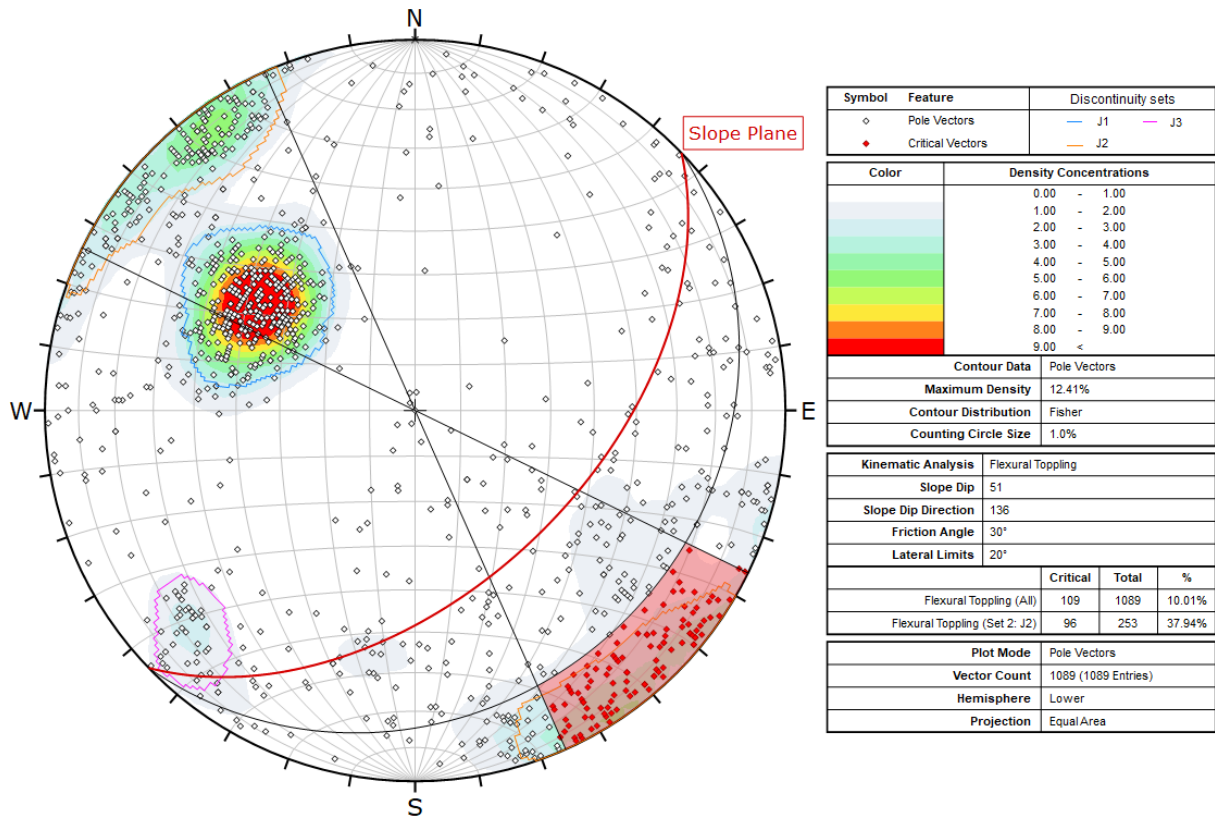 N
Slope Plane
W
E
S
Symbol Feature Discontinuity sets
Pole Vectors J1 J3
Critical Vectors J2
Color Density Concentrations
0.00 - 1.00
1.00 - 2.00
2.00 - 3.00
3.00 - 4.00
4.00 - 5.00
5.00 - 6.00
6.00 - 7.00
7.00 - 8.00
8.00 - 9.00
9.00 <
Contour Data Pole Vectors
Maximum Density 12.41%
Contour Distribution Fisher
Counting Circle Size 1.0%
Kinematic Analysis Flexural Toppling
Slope Dip 51
Slope Dip Direction 136
Friction Angle 30°
Lateral Limits 20°
Critical Total %
Flexural Toppling (All) 109 1089 10.01%
Flexural Toppling (Set 2: J2) 96 253 37.94%
Plot Mode Pole Vectors
Vector Count 1089 (1089 Entries)
Hemisphere Lower
Projection Equal Area